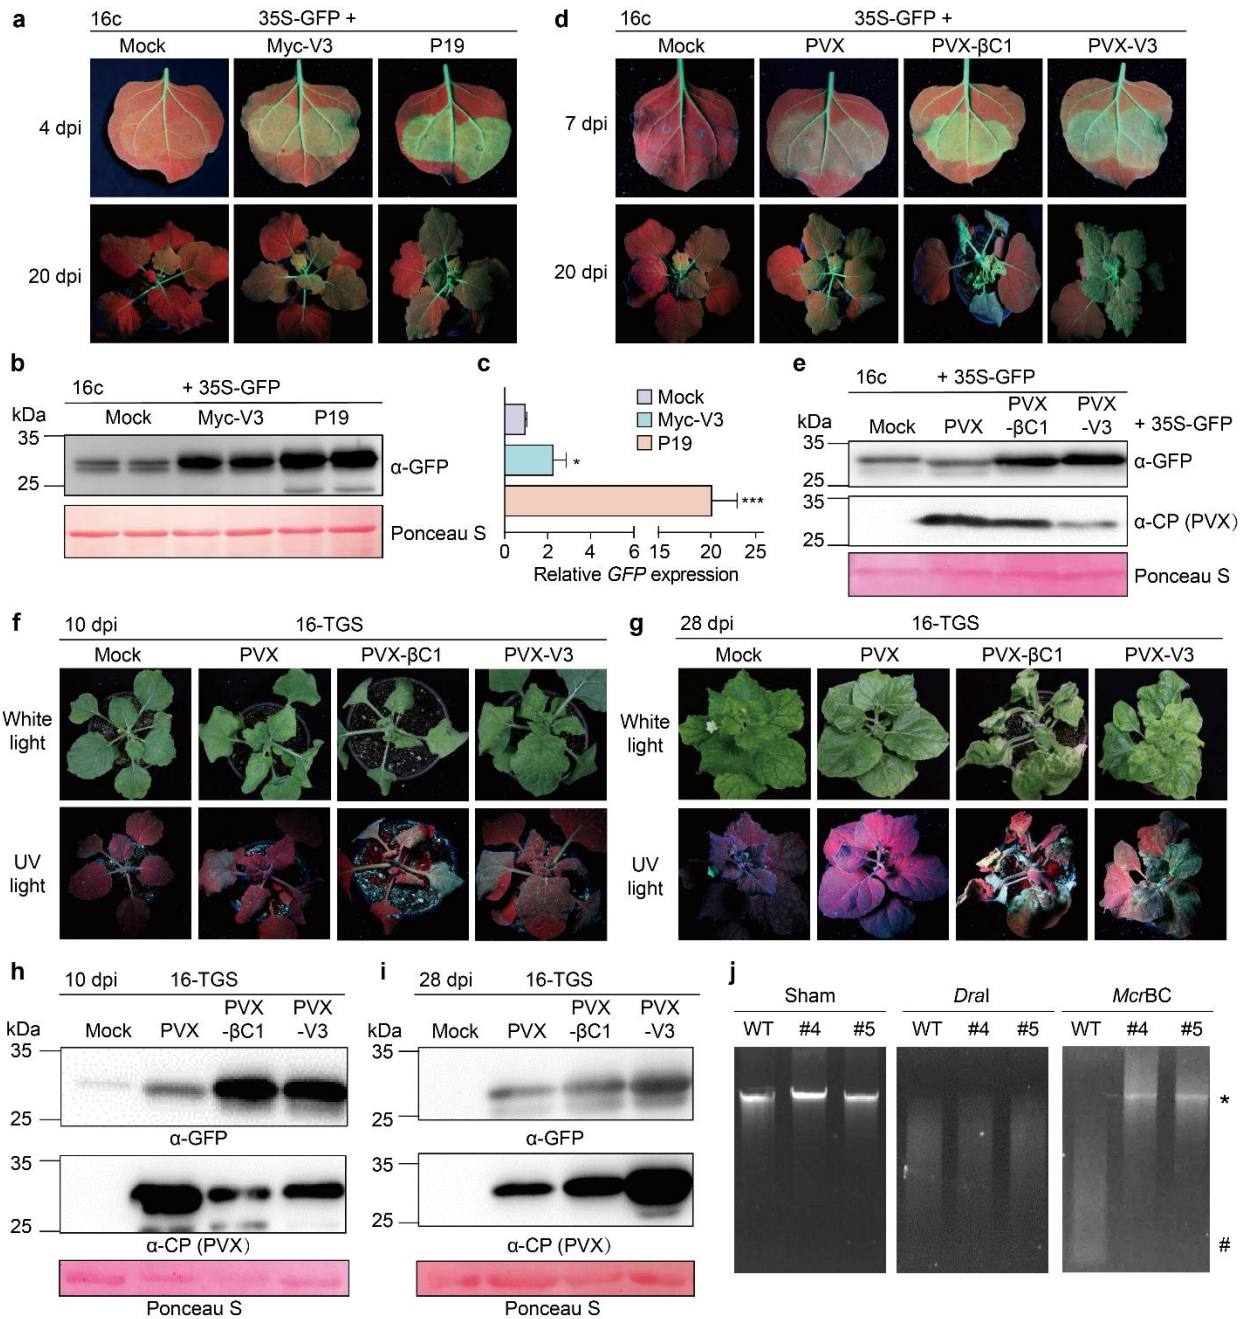 a
16c 35S-GFP +
Mock Myc-V3 P19
4 dpi
20 dpi
d
16c 35S-GFP +
Mock PVX PVX-βC1 PVX-V3
7 dpi
20 dpi
b
16c + 35S-GFP
kDa Mock Myc-V3 P19
35
25
α-GFP
Ponceau S
c
Mock
Myc-V3
P19
*
***
0 2 4 6 15 20 25
Relative GFP expression
e
16c + 35S-GFP
kDa Mock PVX PVX-βC1 PVX-V3 + 35S-GFP
35
25
α-GFP
35
25
α-CP (PVX)
Ponceau S
f
10 dpi 16-TGS
Mock PVX PVX-βC1 PVX-V3
White light
UV light
g
28 dpi 16-TGS
Mock PVX PVX-βC1 PVX-V3
White light
UV light
h
10 dpi 16-TGS
kDa Mock PVX PVX-βC1 PVX-V3
35
25
α-GFP
35
25
α-CP (PVX)
Ponceau S
i
28 dpi 16-TGS
kDa Mock PVX PVX-βC1 PVX-V3
35
25
α-GFP
35
25
α-CP (PVX)
Ponceau S
j
Sham DraI McrBC
WT #4 #5 WT #4 #5 WT #4 #5
*
#